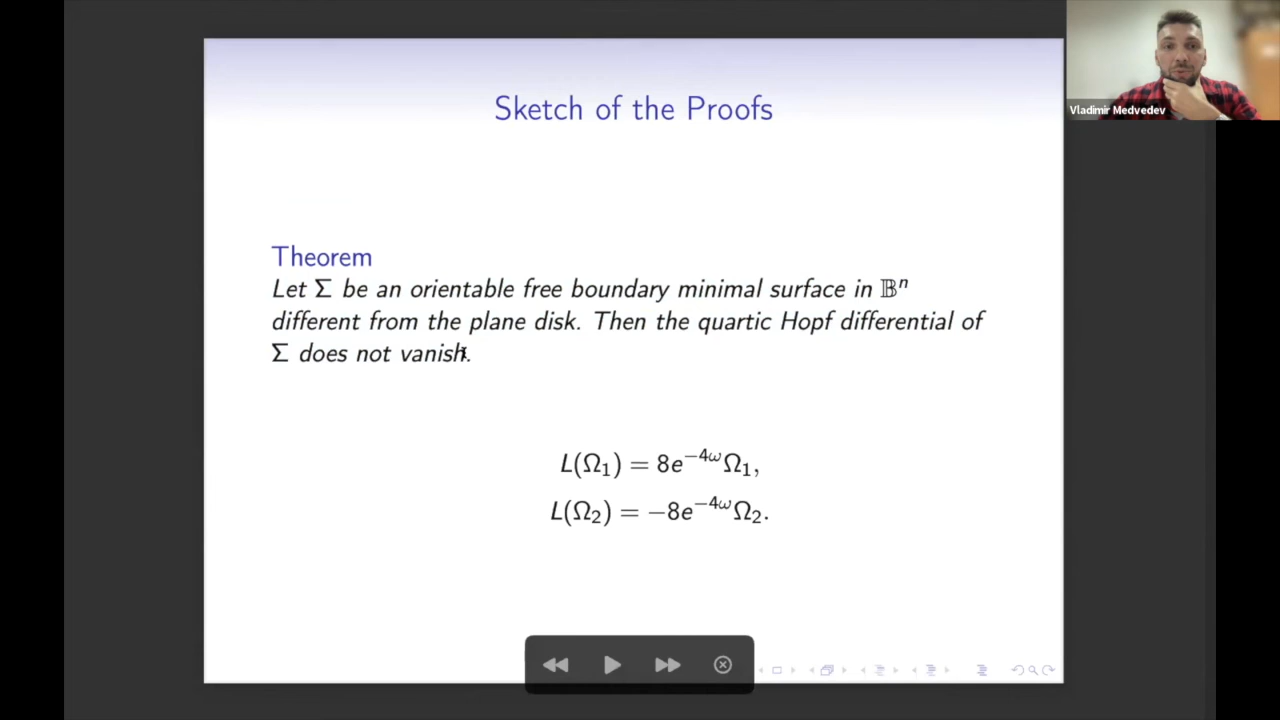 Sketch of the Proofs
Vladimir Medvedev
Theorem
Let Σ be an orientable free boundary minimal surface in 𝔹ⁿ
different from the plane disk. Then the quartic Hopf differential of
Σ does not vanish.
L(Ω₁) = 8e^{−4ω}Ω₁,
L(Ω₂) = −8e^{−4ω}Ω₂.